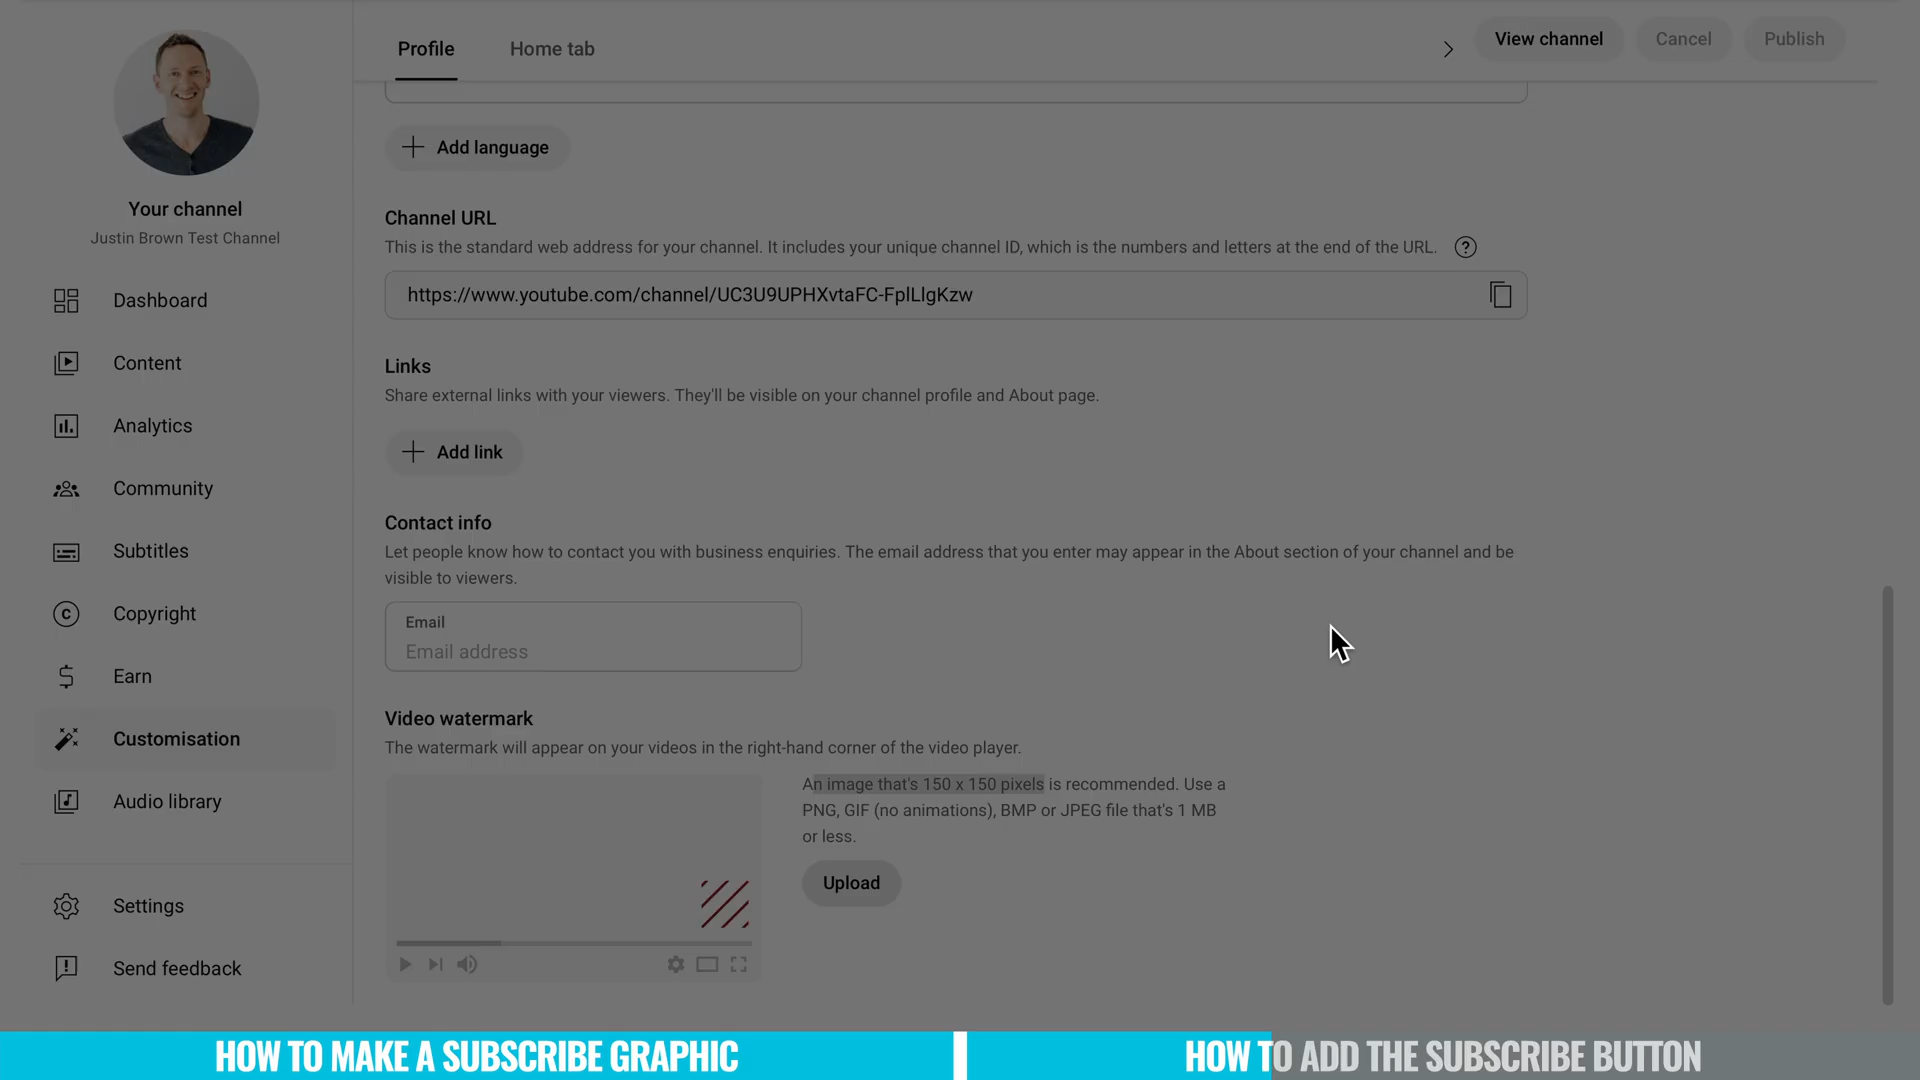 Profile
Home tab
View channel
Cancel
Publish
Your channel
Justin Brown Test Channel
Dashboard
Content
Analytics
Community
Subtitles
Copyright
Earn
Customisation
Audio library
Settings
Send feedback
Add language
Channel URL
This is the standard web address for your channel. It includes your unique channel ID, which is the numbers and letters at the end of the URL.
https://www.youtube.com/channel/UC3U9UPHXvtaFC-FplLlgKzw
Links
Share external links with your viewers. They'll be visible on your channel profile and About page.
Add link
Contact info
Let people know how to contact you with business enquiries. The email address that you enter may appear in the About section of your channel and be
visible to viewers.
Email
Email address
Video watermark
The watermark will appear on your videos in the right-hand corner of the video player.
An image that's 150 x 150 pixels is recommended. Use a
PNG, GIF (no animations), BMP or JPEG file that's 1 MB
or less.
Upload
HOW TO MAKE A SUBSCRIBE GRAPHIC
HOW TO ADD THE SUBSCRIBE BUTTON